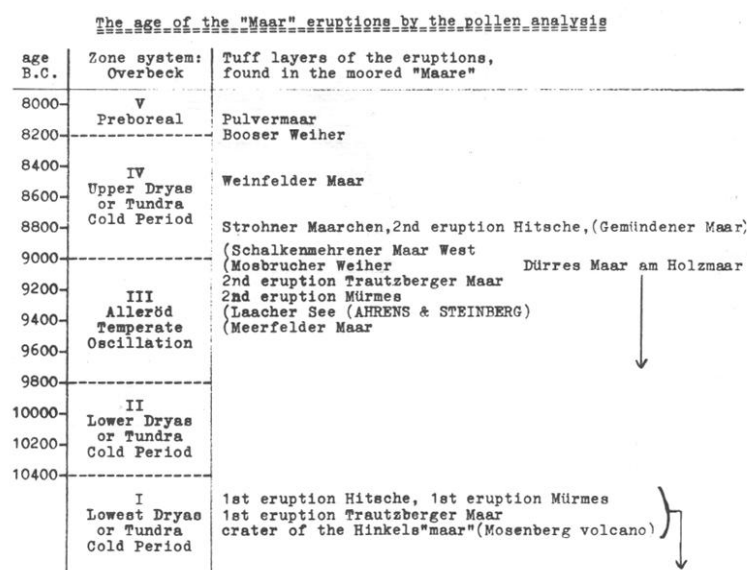 The age of the "Maar" eruptions by the pollen analysis
age Zone system: Tuff layers of the eruptions,
B.C. Overbeck found in the moored "Maare"
8000 V
Preboreal Pulvermaar
8200 Booser Weiher
8400
IV Weinfelder Maar
8600 Upper Dryas
or Tundra
8800 Cold Period Strohner Maarchen,2nd eruption Hitsche,(Gemündener Maar)
(Schalkenmehrener Maar West
9000 (Mosbrucher Weiher Dürres Maar am Holzmaar
2nd eruption Trautzberger Maar
9200 III 2nd eruption Mürmes
Alleröd (Laacher See (AHRENS & STEINBERG)
9400 Temperate (Meerfelder Maar
Oscillation
9600
9800
II
10000 Lower Dryas
or Tundra
10200 Cold Period
10400
I 1st eruption Hitsche, 1st eruption Mürmes
Lowest Dryas 1st eruption Trautzberger Maar
or Tundra crater of the Hinkels"maar"(Mosenberg volcano)
Cold Period